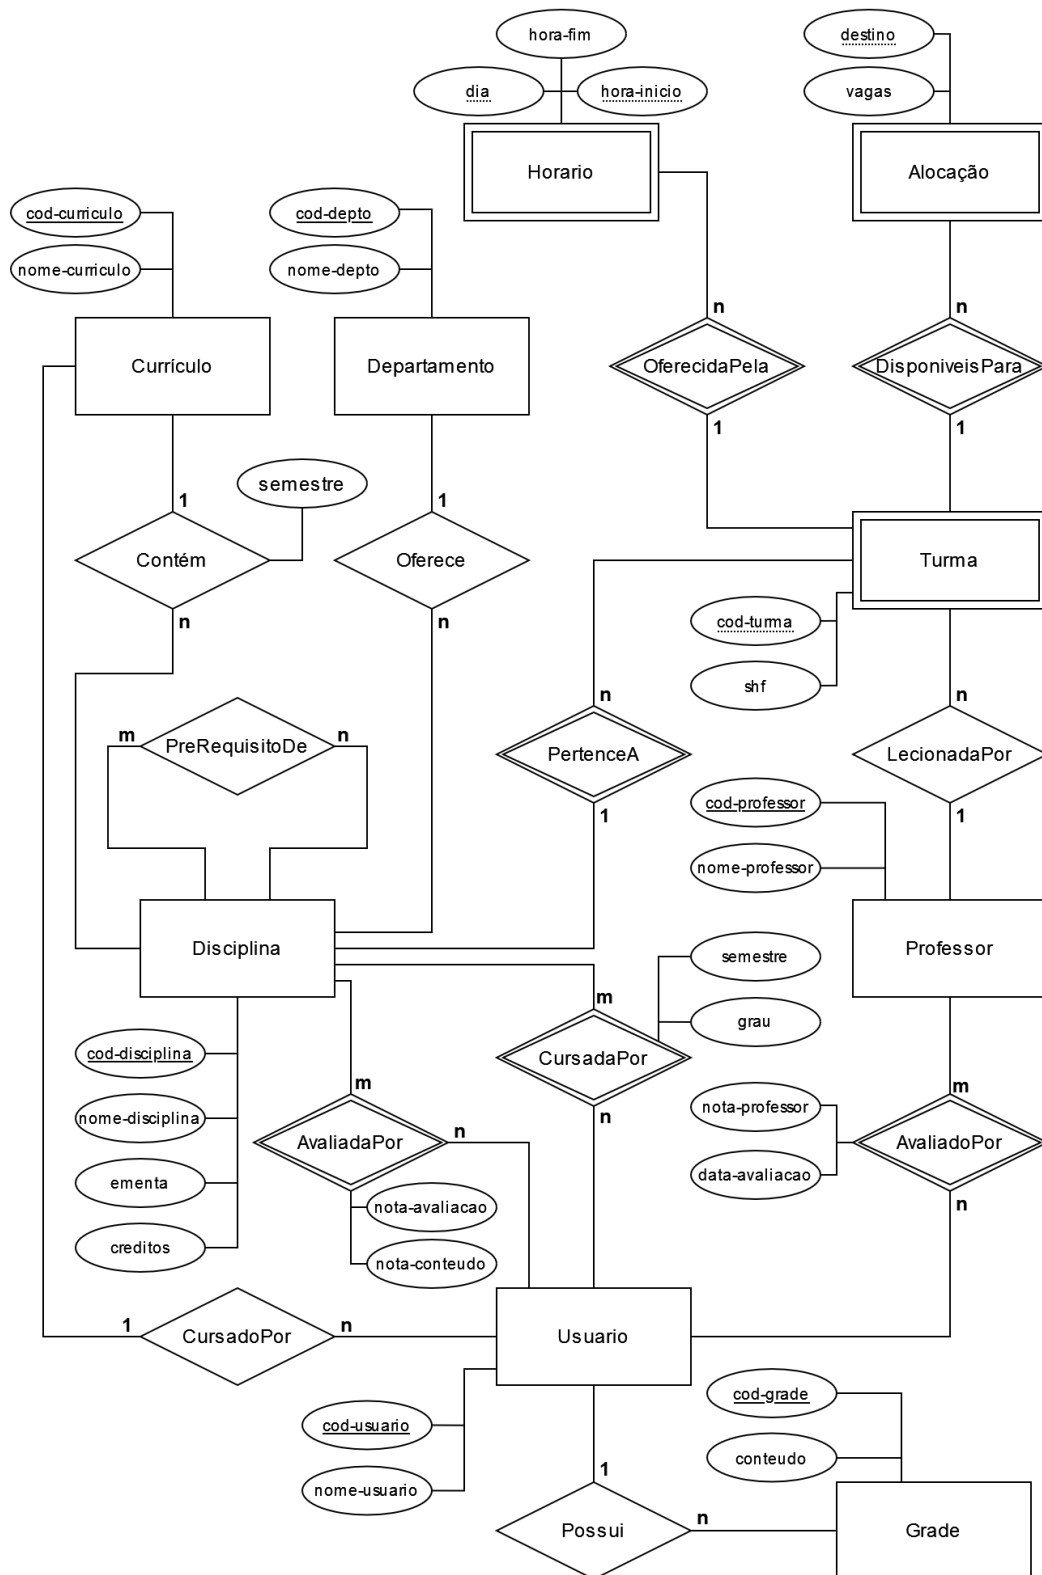 hora-fim
destino
dia
hora-inicio
vagas
Horario
Alocação
cod-curriculo
cod-depto
nome-curriculo
nome-depto
n
n
Currículo
Departamento
OferecidaPela
DisponiveisPara
1
1
semestre
1
1
Contém
Oferece
Turma
n
n
cod-turma
shf
n
n
m
PreRequisitoDe
n
PertenceA
LecionadaPor
cod-professor
1
1
nome-professor
Disciplina
Professor
semestre
m
grau
cod-disciplina
CursadaPor
m
m
nota-professor
nome-disciplina
n
n
AvaliadaPor
AvaliadoPor
data-avaliacao
ementa
nota-avaliacao
n
creditos
nota-conteudo
1
CursadoPor
n
Usuario
cod-usuario
cod-grade
conteudo
1
nome-usuario
n
Possui
Grade